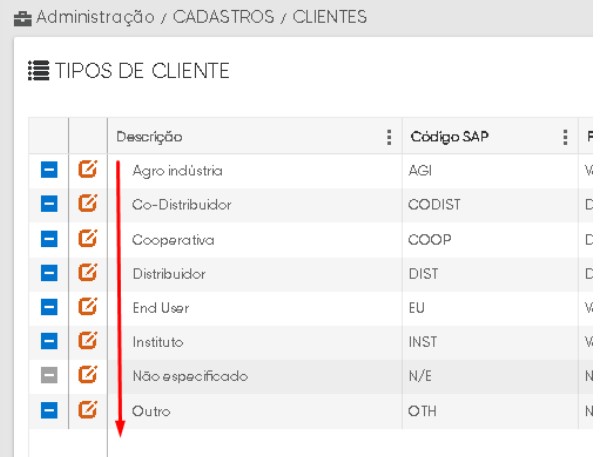 Administração / CADASTROS / CLIENTES
TIPOS DE CLIENTE
Descrição Código SAP
Agro indústria AGI
Co-Distribuidor CODIST
Cooperativa COOP
Distribuidor DIST
End User EU
Instituto INST
Não especificado N/E
Outro OTH